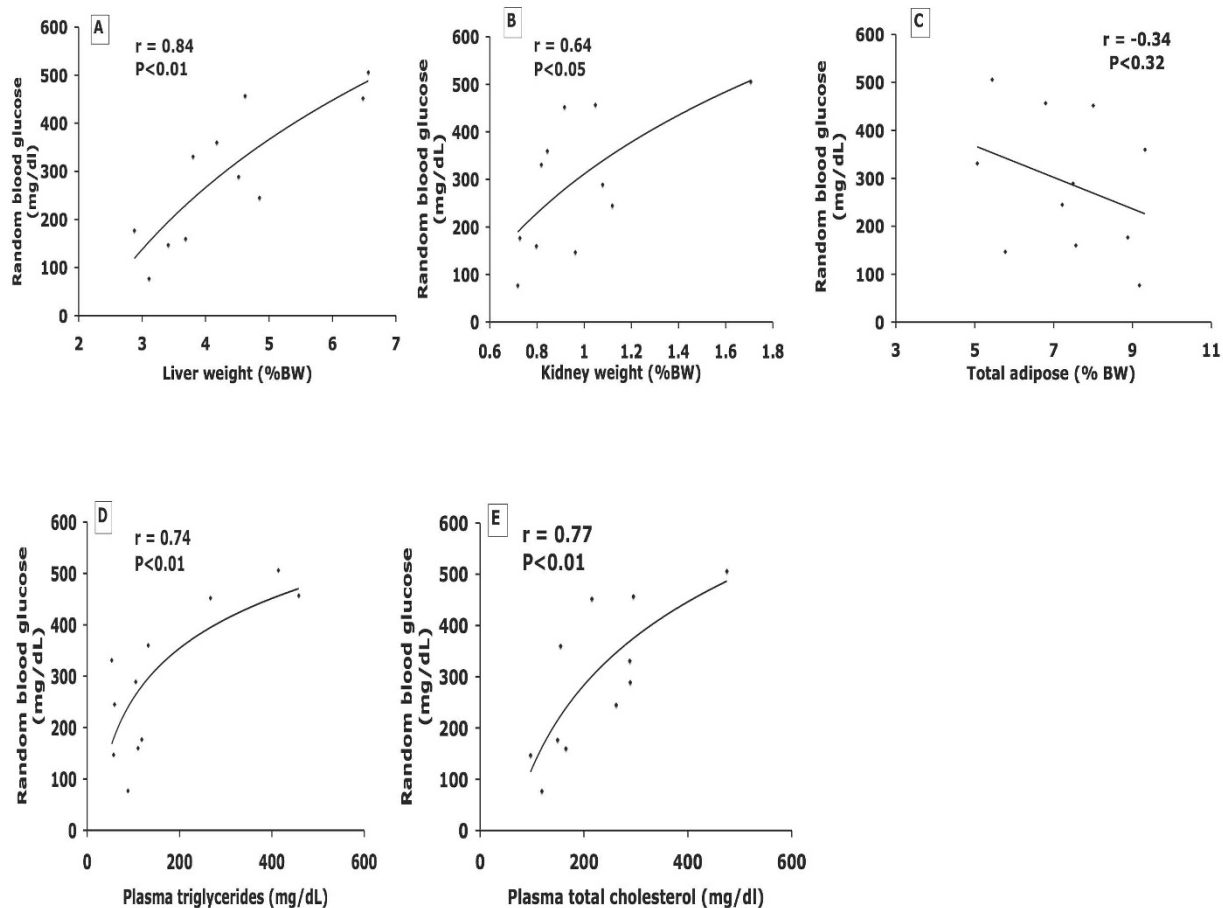 A
r = 0.84
P<0.01
Random blood glucose
(mg/dl)
600
500
400
300
200
100
0
2
3
4
5
6
7
Liver weight (%BW)
B
r = 0.64
P<0.05
Random blood glucose
(mg/dL)
600
500
400
300
200
100
0
0.6
0.8
1
1.2
1.4
1.6
1.8
Kidney weight (%BW)
C
r = -0.34
P<0.32
Random blood glucose
(mg/dL)
600
500
400
300
200
100
0
3
5
7
9
11
Total adipose (% BW)
D
r = 0.74
P<0.01
Random blood glucose
(mg/dL)
600
500
400
300
200
100
0
0
200
400
600
Plasma triglycerides (mg/dL)
E
r = 0.77
P<0.01
Random blood glucose
(mg/dL)
600
500
400
300
200
100
0
0
200
400
600
Plasma total cholesterol (mg/dl)